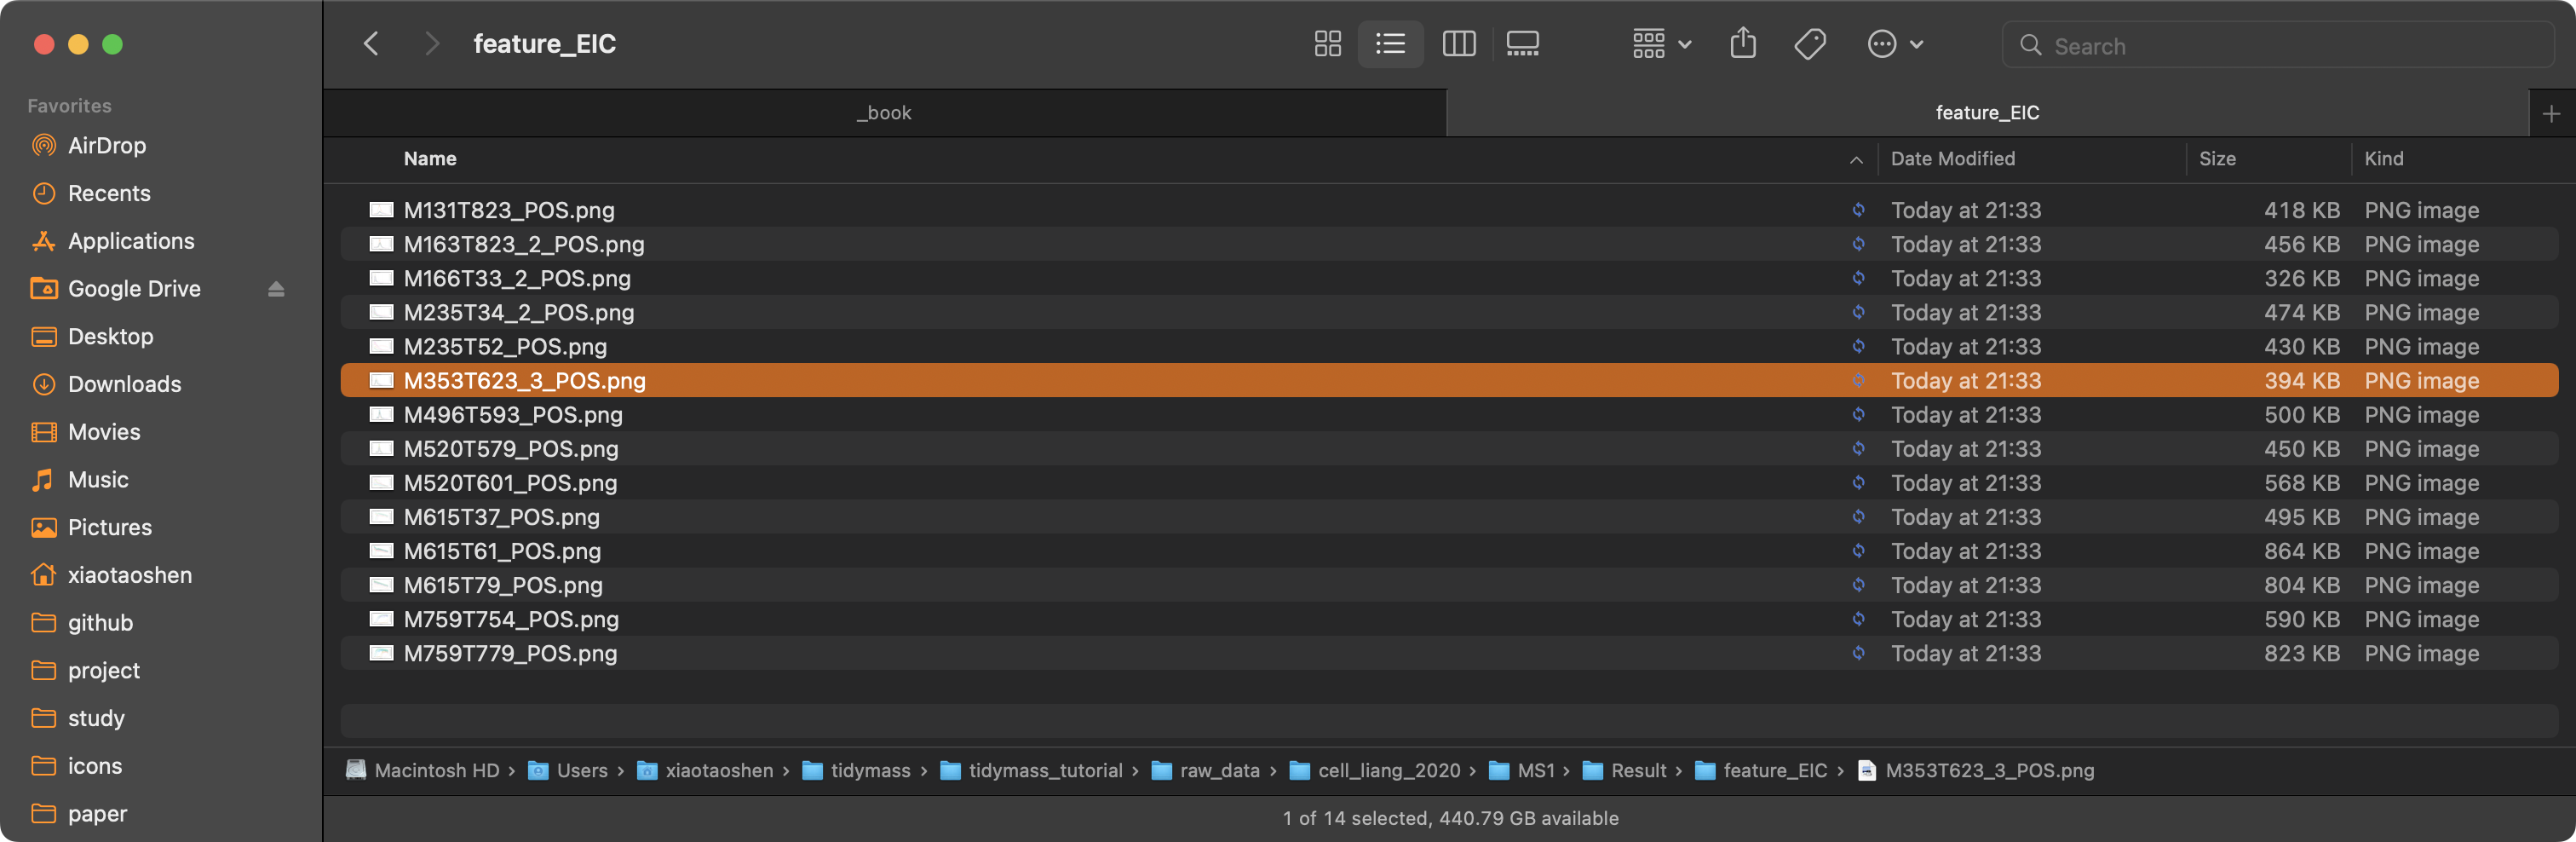 feature_EIC
Search
Favorites
AirDrop
Recents
Applications
Google Drive
Desktop
Downloads
Movies
Music
Pictures
xiaotaoshen
github
project
study
icons
paper
_book
feature_EIC
Name Date Modified Size Kind
M131T823_POS.png Today at 21:33 418 KB PNG image
M163T823_2_POS.png Today at 21:33 456 KB PNG image
M166T33_2_POS.png Today at 21:33 326 KB PNG image
M235T34_2_POS.png Today at 21:33 474 KB PNG image
M235T52_POS.png Today at 21:33 430 KB PNG image
M353T623_3_POS.png Today at 21:33 394 KB PNG image
M496T593_POS.png Today at 21:33 500 KB PNG image
M520T579_POS.png Today at 21:33 450 KB PNG image
M520T601_POS.png Today at 21:33 568 KB PNG image
M615T37_POS.png Today at 21:33 495 KB PNG image
M615T61_POS.png Today at 21:33 864 KB PNG image
M615T79_POS.png Today at 21:33 804 KB PNG image
M759T754_POS.png Today at 21:33 590 KB PNG image
M759T779_POS.png Today at 21:33 823 KB PNG image
Macintosh HD › Users › xiaotaoshen › tidymass › tidymass_tutorial › raw_data › cell_liang_2020 › MS1 › Result › feature_EIC › M353T623_3_POS.png
1 of 14 selected, 440.79 GB available